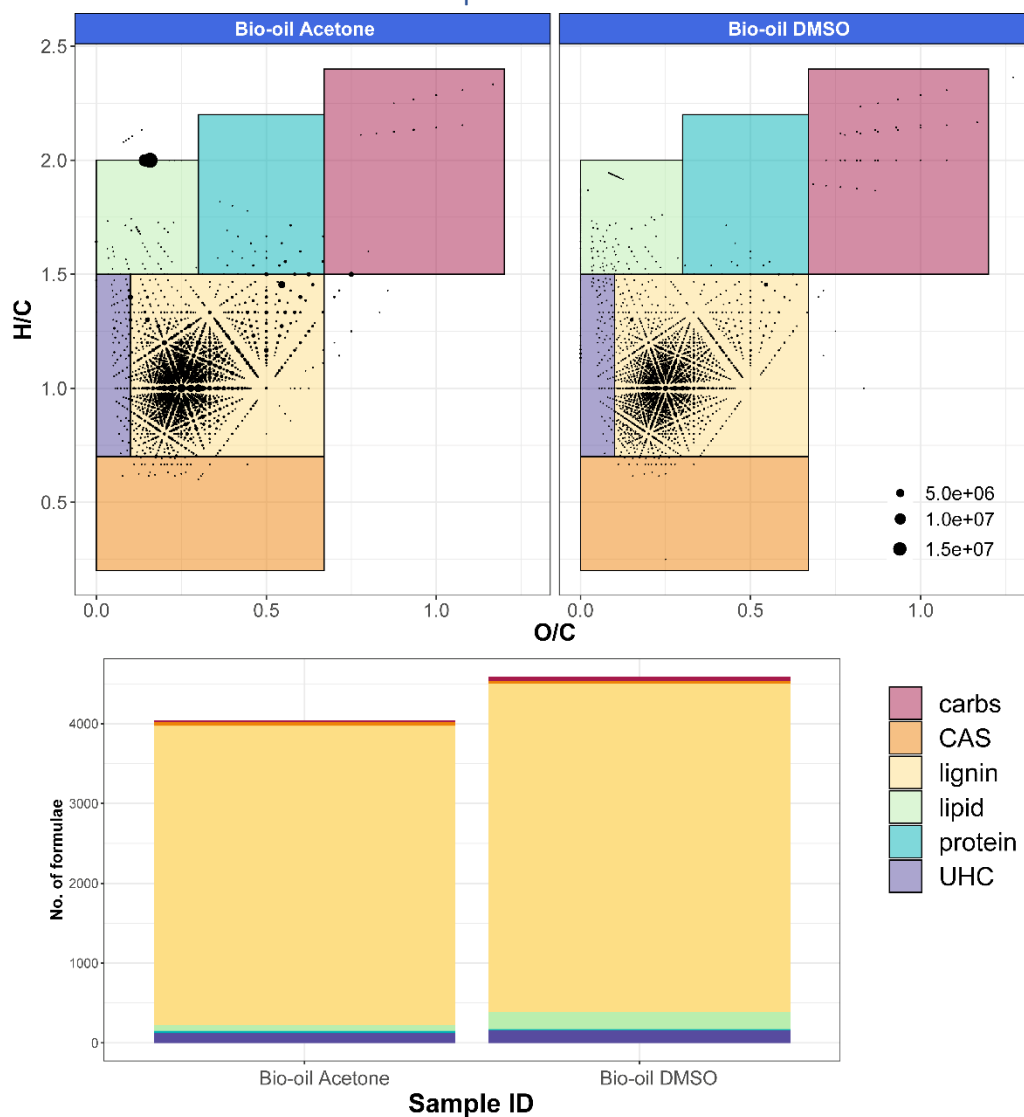 Bio-oil Acetone
Bio-oil DMSO
2.5
2.0
1.5
1.0
0.5
H/C
5.0e+06
1.0e+07
1.5e+07
0.0
0.5
1.0
0.0
0.5
1.0
O/C
4000
3000
2000
1000
0
No. of formulae
Bio-oil Acetone
Bio-oil DMSO
Sample ID
carbs
CAS
lignin
lipid
protein
UHC